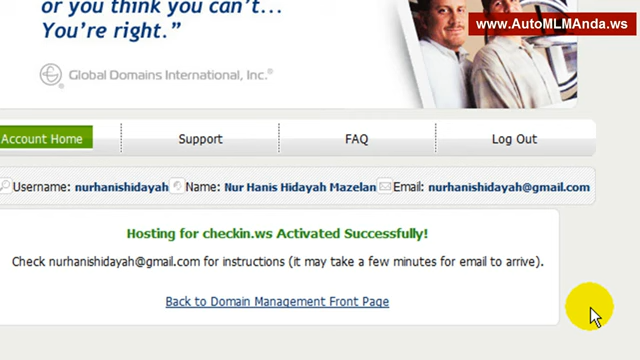 or you think you can't...
You're right."
www.AutoMLMAnda.ws
Global Domains International, Inc.®
Account Home
Support
FAQ
Log Out
Username: nurhanishidayah Name: Nur Hanis Hidayah Mazelan Email: nurhanishidayah@gmail.com
Hosting for checkin.ws Activated Successfully!
Check nurhanishidayah@gmail.com for instructions (it may take a few minutes for email to arrive).
Back to Domain Management Front Page